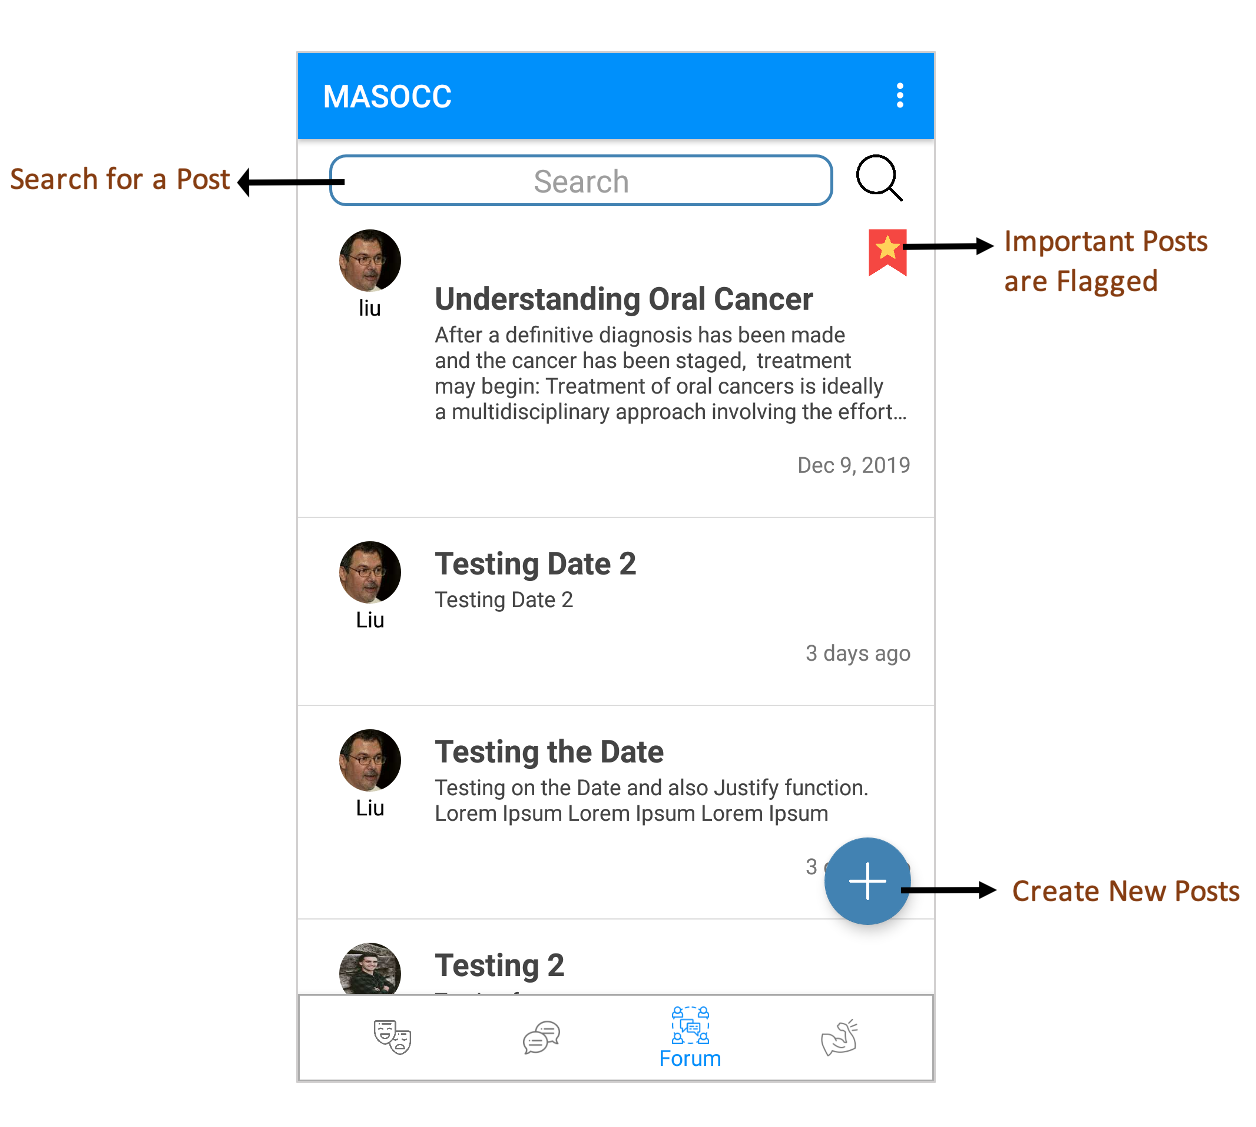 MASOCC
Search for a Post
Search
Important Posts
are Flagged
liu
Understanding Oral Cancer
After a definitive diagnosis has been made
and the cancer has been staged,  treatment
may begin: Treatment of oral cancers is ideally
a multidisciplinary approach involving the effort...
Dec 9, 2019
Liu
Testing Date 2
Testing Date 2
3 days ago
Liu
Testing the Date
Testing on the Date and also Justify function.
Lorem Ipsum Lorem Ipsum Lorem Ipsum
3
Create New Posts
Testing 2
Forum